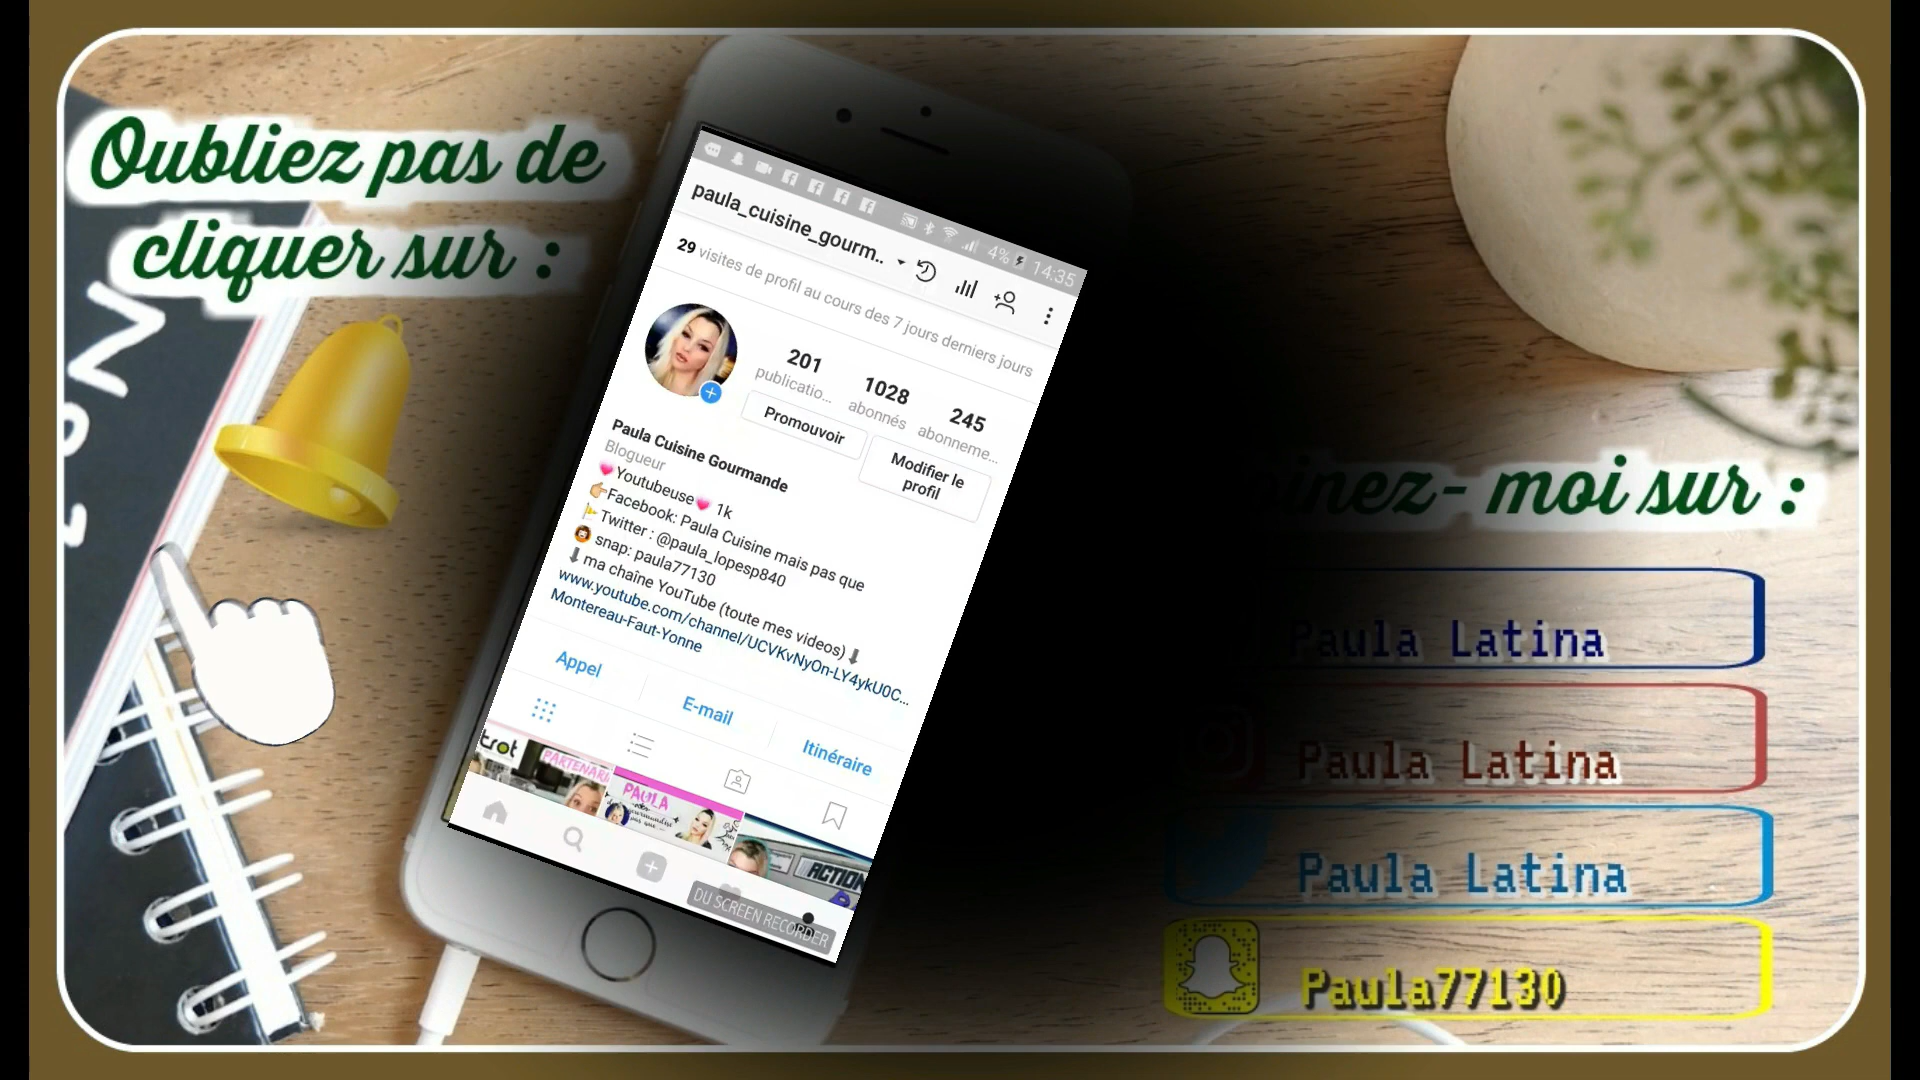 Oubliez pas de
cliquer sur :
4% 14:35
paula_cuisine_gourm..
29 visites de profil au cours des 7 jours derniers jours
201
publicatio...
1028
abonnés
245
abonneme...
Promouvoir
Modifier le
profil
Paula Cuisine Gourmande
Blogueur
💗Youtubeuse💗 1k
👉Facebook: Paula Cuisine mais pas que
Twitter : @paula_lopesp840
snap: paula77130
⬇ma chaîne YouTube (toute mes videos)⬇
www.youtube.com/channel/UCVKvNyOn-LY4ykU0C...
Montereau-Faut-Yonne
Appel
E-mail
Itinéraire
PAULA
ACTION
DU SCREEN RECORDER
moi sur :
Paula Latina
Paula Latina
Paula Latina
Paula77130